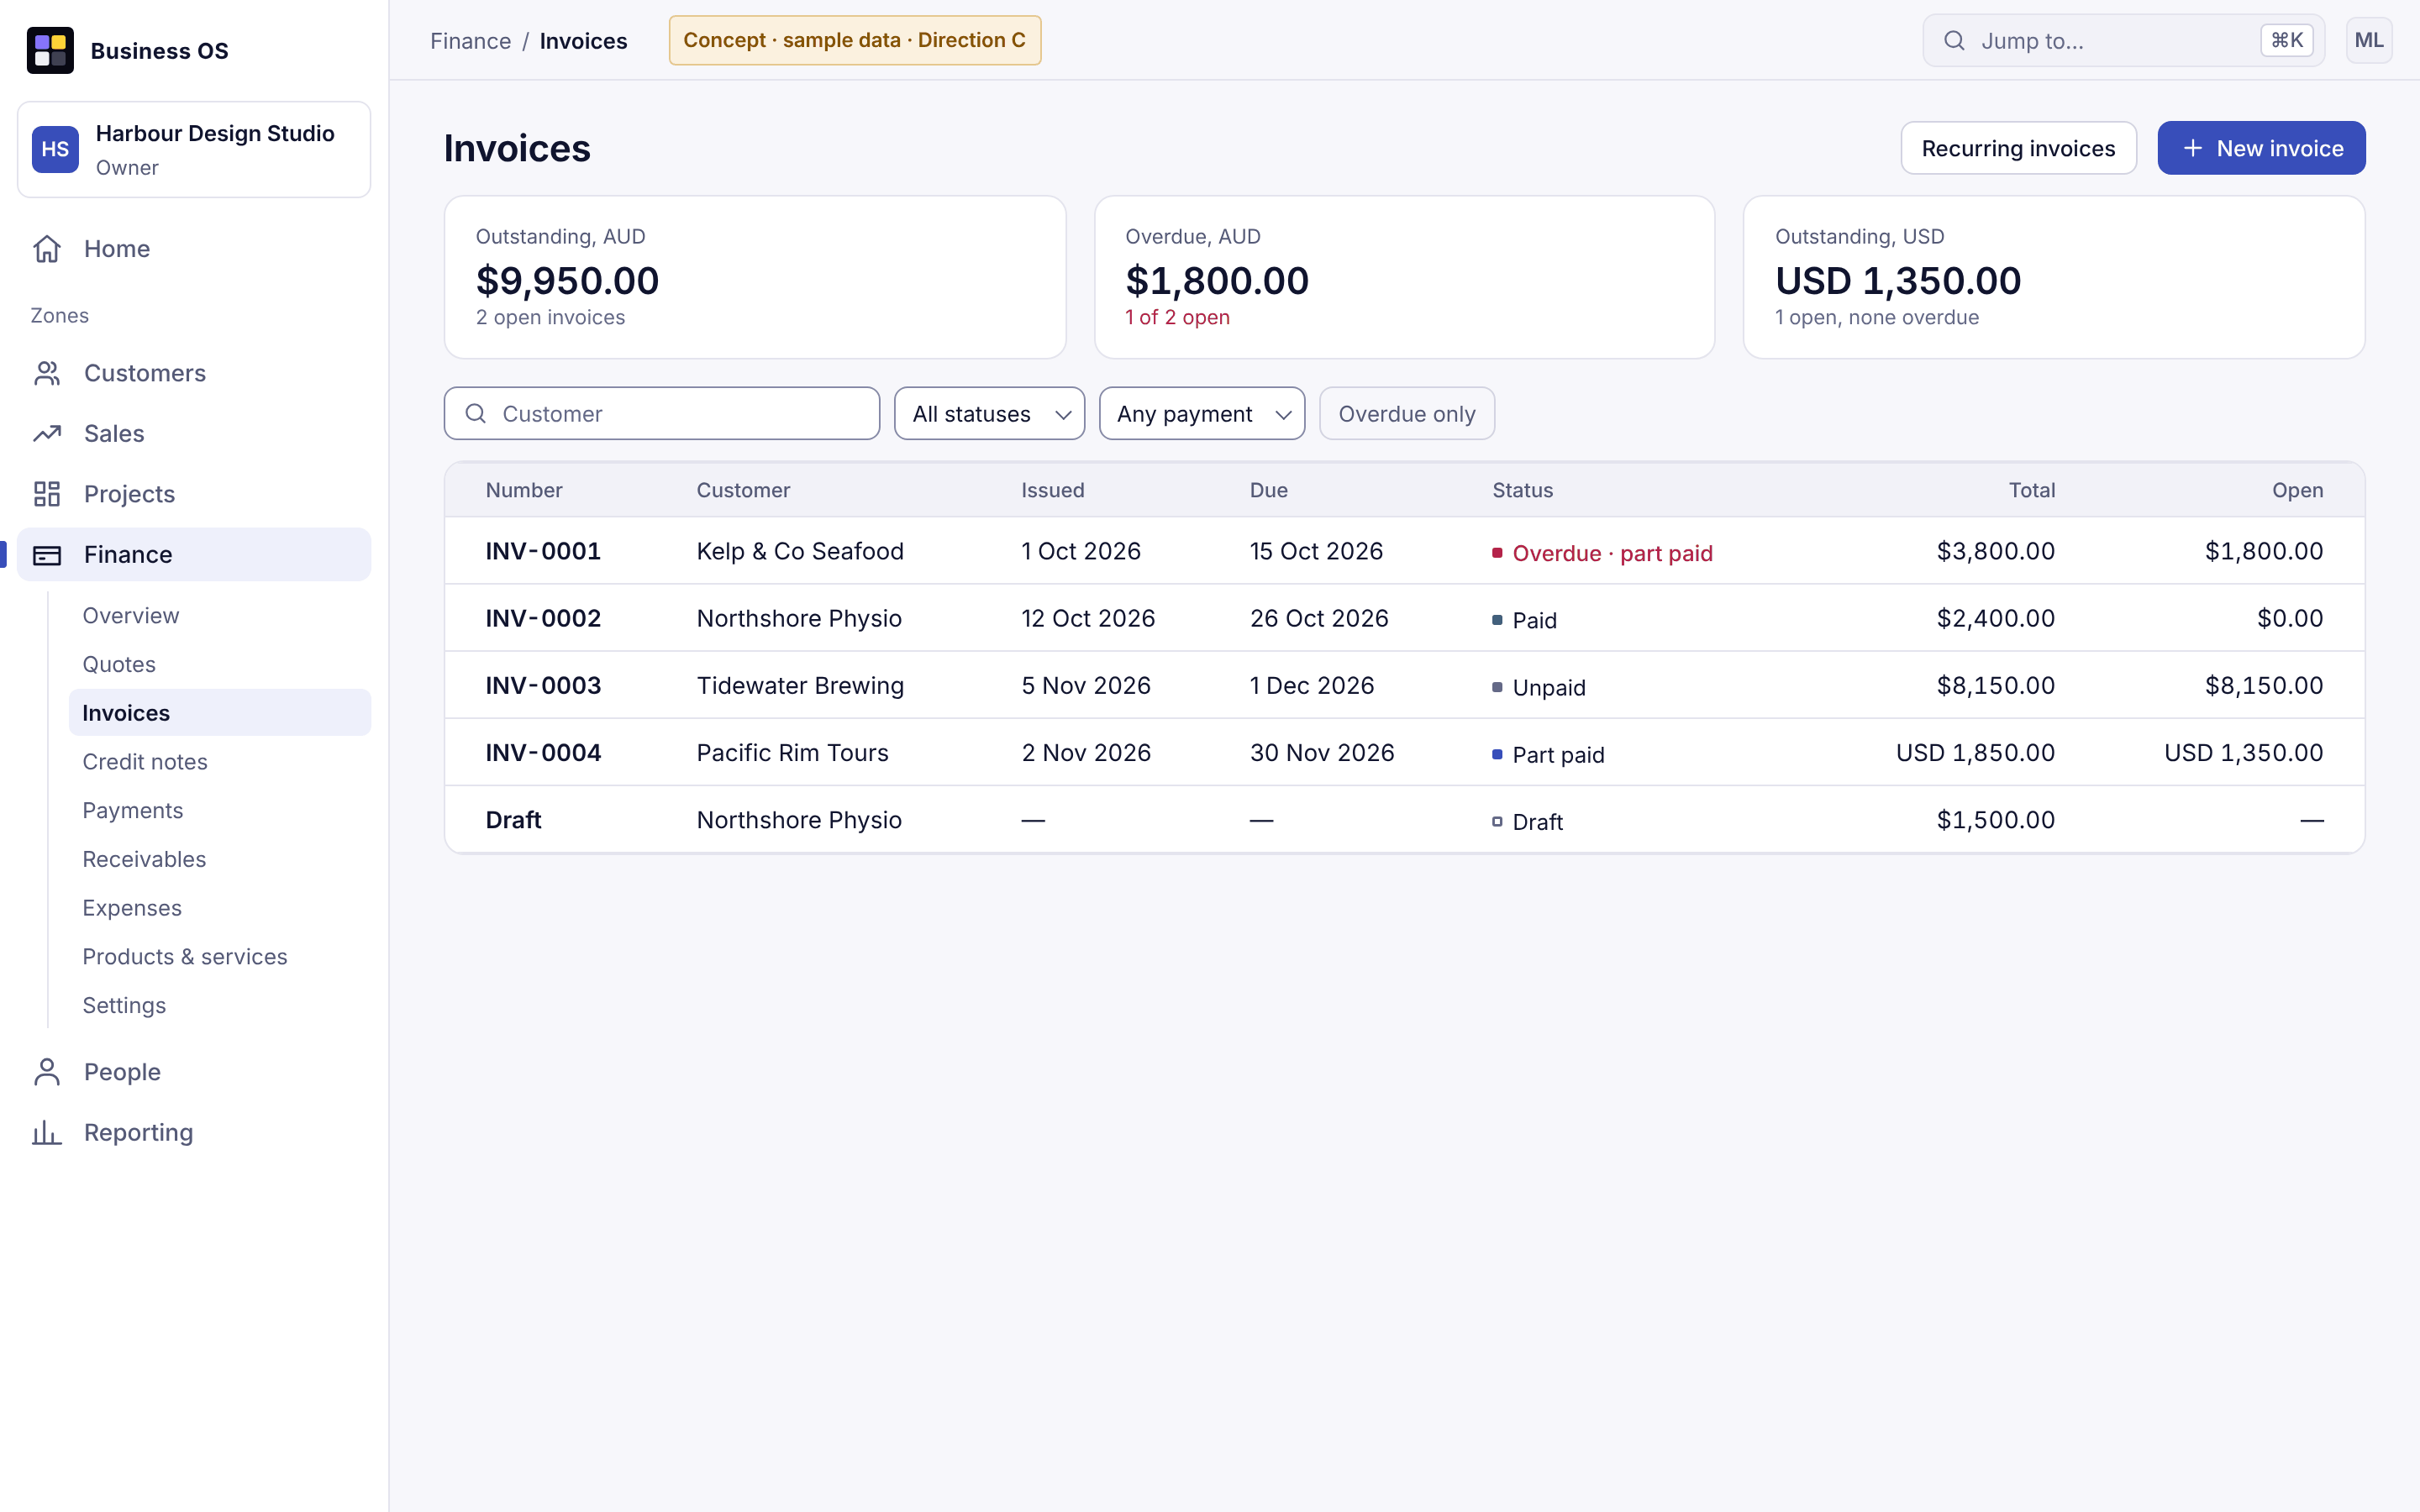 Business OS
HS
Harbour Design Studio
Owner
Home
Zones
Customers
Sales
Projects
Finance
Overview
Quotes
Invoices
Credit notes
Payments
Receivables
Expenses
Products & services
Settings
People
Reporting
Finance / Invoices
Concept · sample data · Direction C
Jump to...
⌘K
ML
Invoices
Recurring invoices
+ New invoice
Outstanding, AUD
$9,950.00
2 open invoices
Overdue, AUD
$1,800.00
1 of 2 open
Outstanding, USD
USD 1,350.00
1 open, none overdue
Customer
All statuses
Any payment
Overdue only
Number Customer Issued Due Status Total Open
INV-0001 Kelp & Co Seafood 1 Oct 2026 15 Oct 2026 Overdue · part paid $3,800.00 $1,800.00
INV-0002 Northshore Physio 12 Oct 2026 26 Oct 2026 Paid $2,400.00 $0.00
INV-0003 Tidewater Brewing 5 Nov 2026 1 Dec 2026 Unpaid $8,150.00 $8,150.00
INV-0004 Pacific Rim Tours 2 Nov 2026 30 Nov 2026 Part paid USD 1,850.00 USD 1,350.00
Draft Northshore Physio — — Draft $1,500.00 —